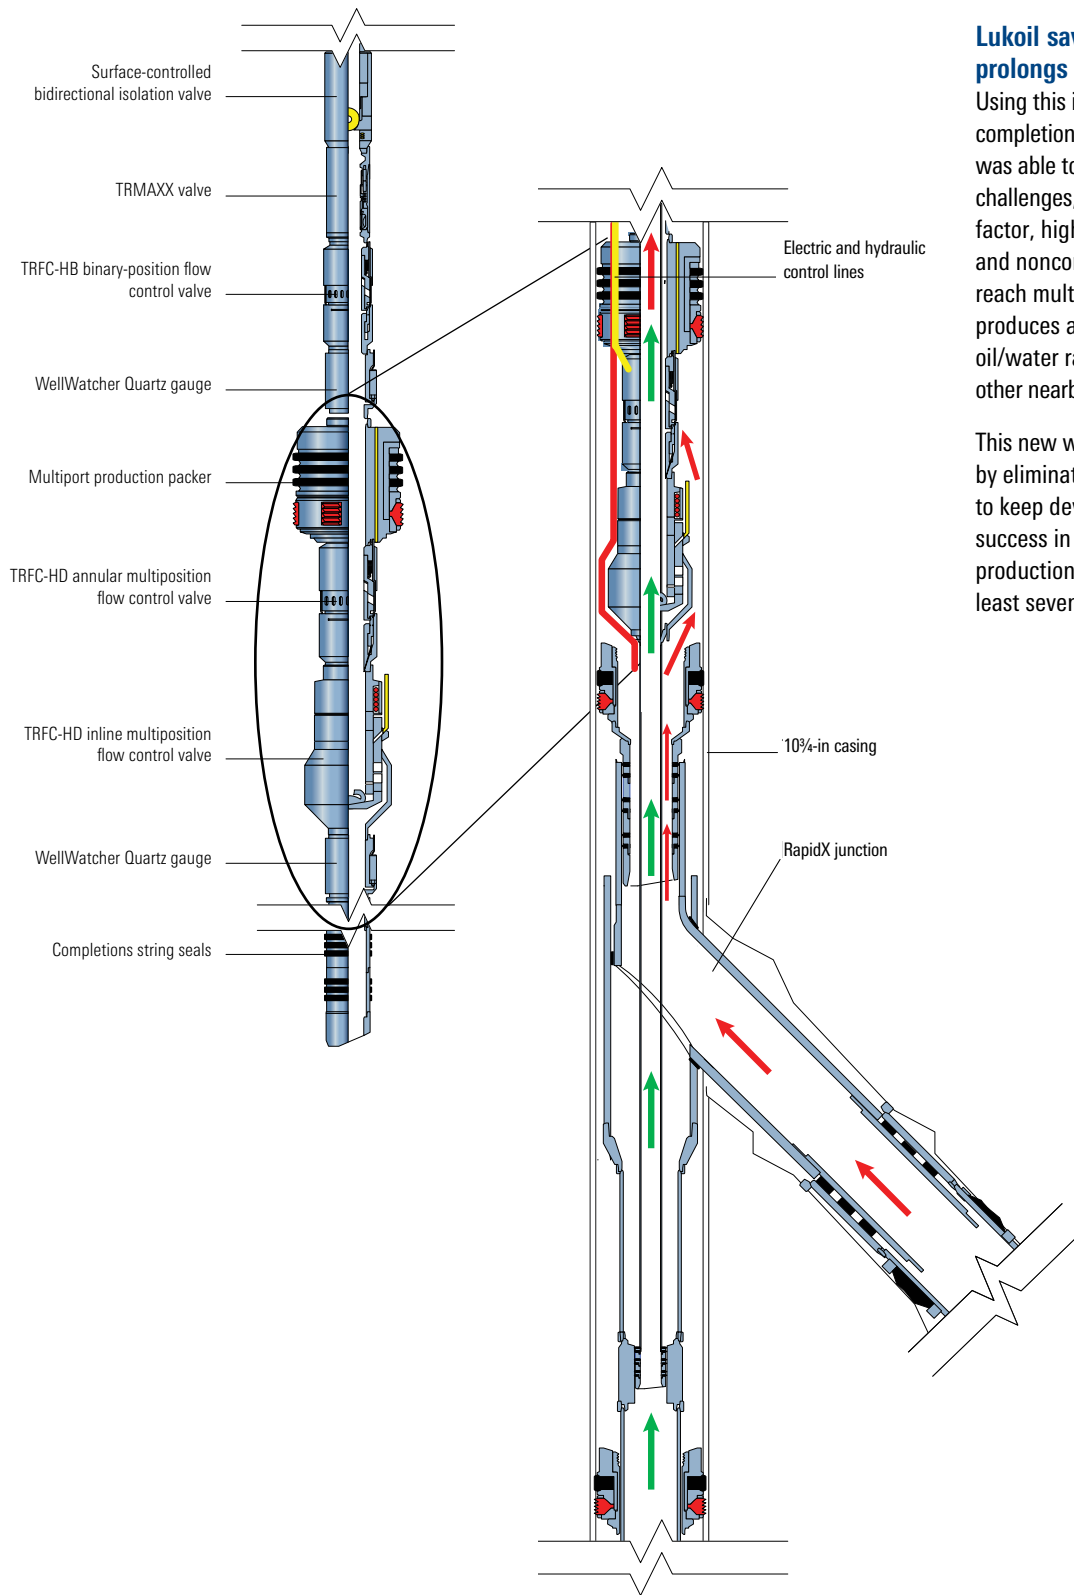 Surface-controlled
bidirectional isolation valve
TRMAXX valve
TRFC-HB binary-position flow
control valve
WellWatcher Quartz gauge
Multiport production packer
TRFC-HD annular multiposition
flow control valve
TRFC-HD inline multiposition
flow control valve
WellWatcher Quartz gauge
Completions string seals
Electric and hydraulic
control lines
10¾-in casing
RapidX junction
Lukoil sav
prolongs
Using this i
completion
was able to
challenges,
factor, high
and nonco
reach mult
produces a
oil/water ra
other nearb
This new w
by eliminat
to keep dev
success in
production
least seven